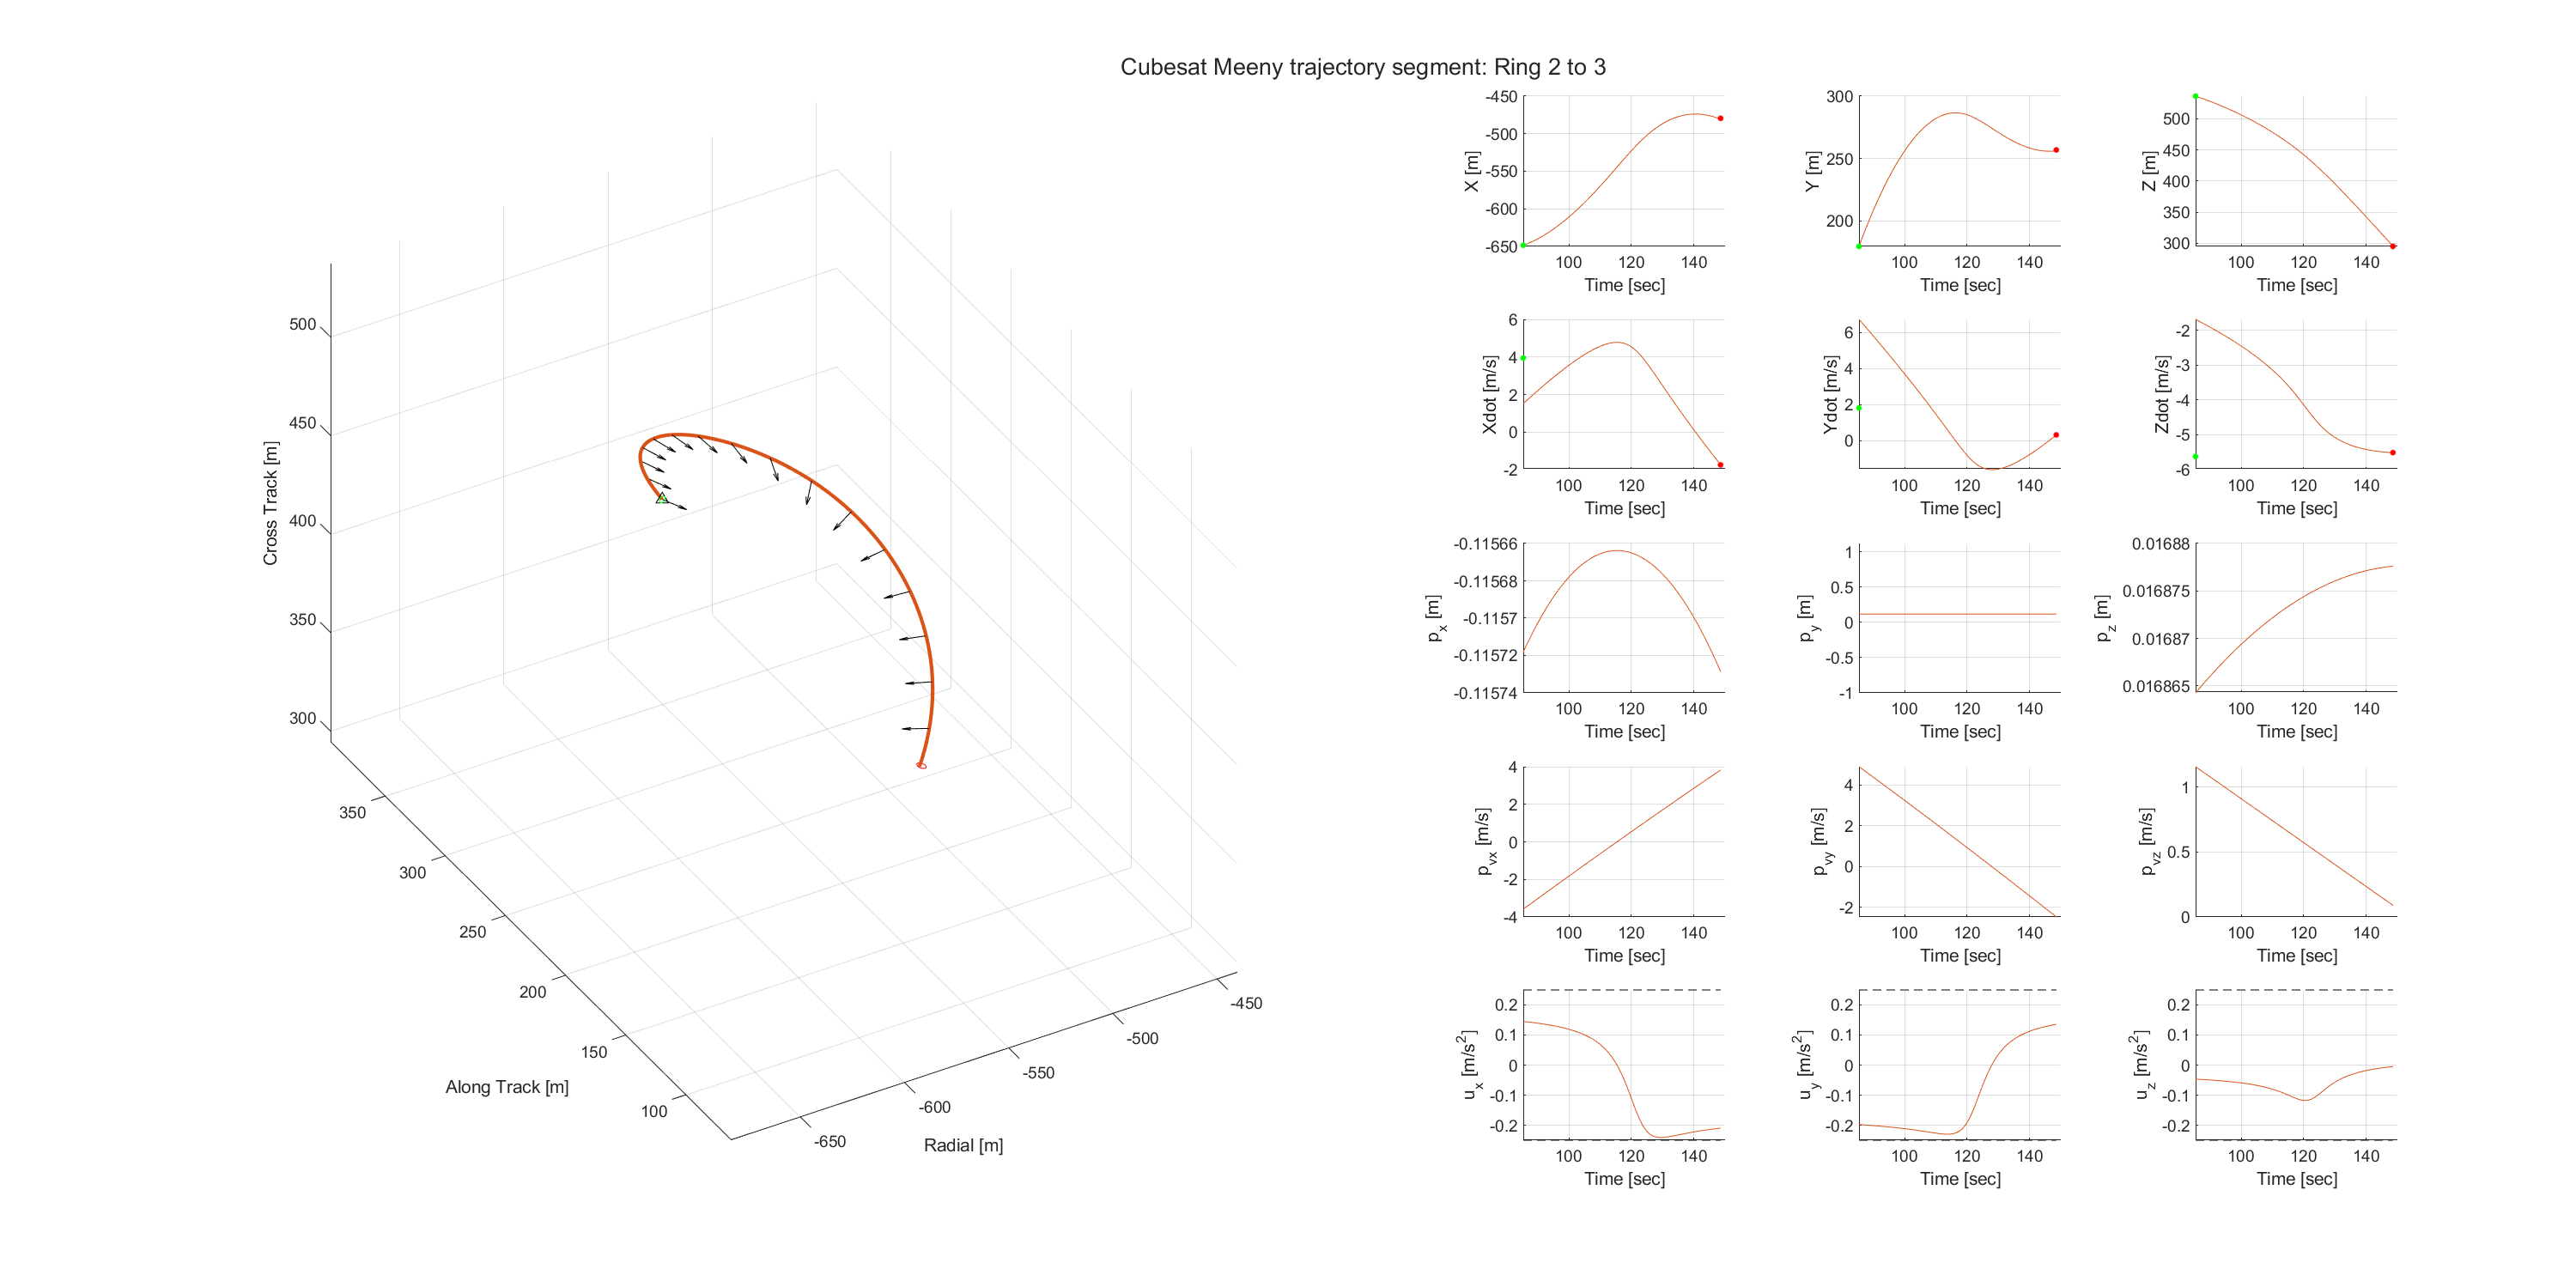 Cubesat Meeny trajectory segment: Ring 2 to 3
500
450
400
350
300
Cross Track [m]
350
300
250
200
150
100
Along Track [m]
-650
-600
-550
-500
-450
Radial [m]
-450
-500
-550
-600
-650
X [m]
100 120 140
Time [sec]
300
250
200
Y [m]
100 120 140
Time [sec]
500
450
400
350
300
Z [m]
100 120 140
Time [sec]
6
4
2
0
-2
Xdot [m/s]
100 120 140
Time [sec]
6
4
2
0
Ydot [m/s]
100 120 140
Time [sec]
-2
-3
-4
-5
-6
Zdot [m/s]
100 120 140
Time [sec]
-0.11566
-0.11568
-0.1157
-0.11572
-0.11574
p_x [m]
100 120 140
Time [sec]
1
0.5
0
-0.5
-1
p_y [m]
100 120 140
Time [sec]
0.01688
0.016875
0.01687
0.016865
p_z [m]
100 120 140
Time [sec]
4
2
0
-2
-4
p_vx [m/s]
100 120 140
Time [sec]
4
2
0
-2
p_vy [m/s]
100 120 140
Time [sec]
1
0.5
0
p_vz [m/s]
100 120 140
Time [sec]
0.2
0.1
0
-0.1
-0.2
u_x [m/s²]
100 120 140
Time [sec]
0.2
0.1
0
-0.1
-0.2
u_y [m/s²]
100 120 140
Time [sec]
0.2
0.1
0
-0.1
-0.2
u_z [m/s²]
100 120 140
Time [sec]